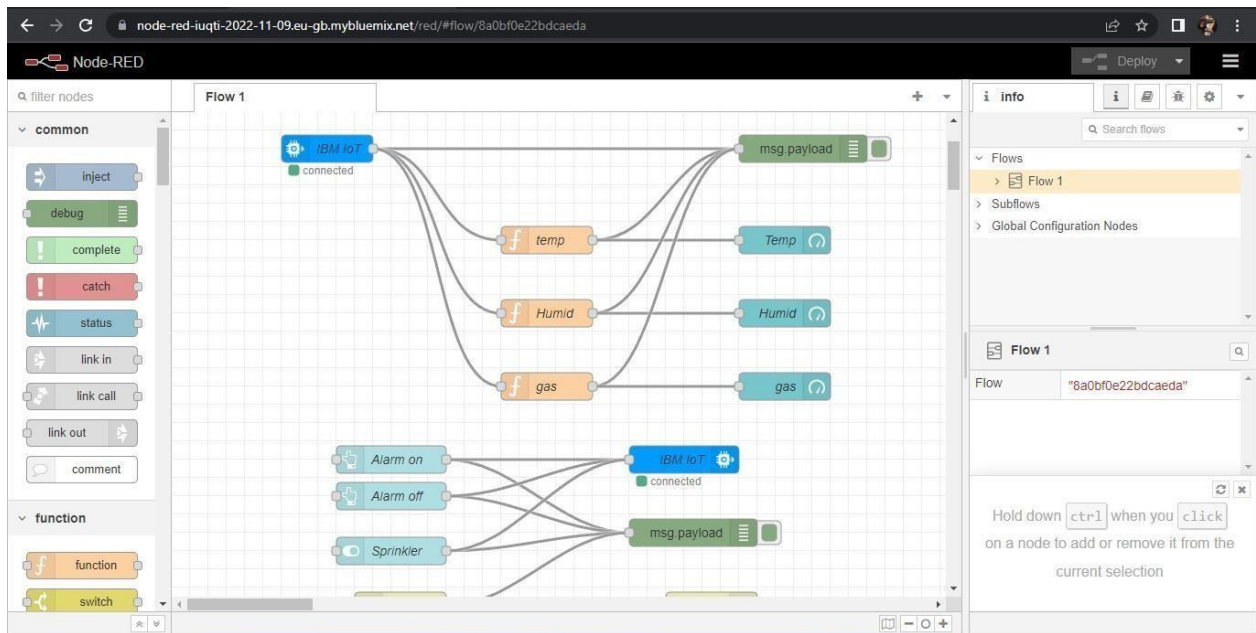 node-red-iuqti-2022-11-09.eu-gb.mybluemix.net/red/#flow/8a0bf0e22bdcaeda
Node-RED
Deploy
filter nodes
Flow 1
i info
i
Search flows
common
inject
debug
complete
catch
status
link in
link call
link out
comment
function
f function
switch
IBM IoT
connected
msg.payload
f temp
Temp
f Humid
Humid
f gas
gas
Alarm on
Alarm off
Sprinkler
IBM IoT
connected
msg.payload
Flows
Flow 1
Subflows
Global Configuration Nodes
Flow 1
Flow "8a0bf0e22bdcaeda"
Hold down ctrl when you click
on a node to add or remove it from the
current selection